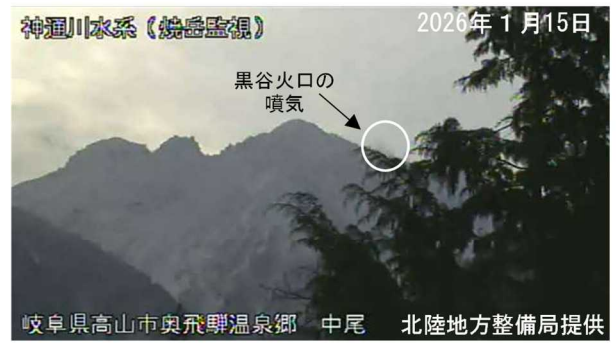 神通川水系(焼岳監視)
2026年1月15日
黒谷火口の
噴気
岐阜県高山市奥飛騨温泉郷 中尾
北陸地方整備局提供